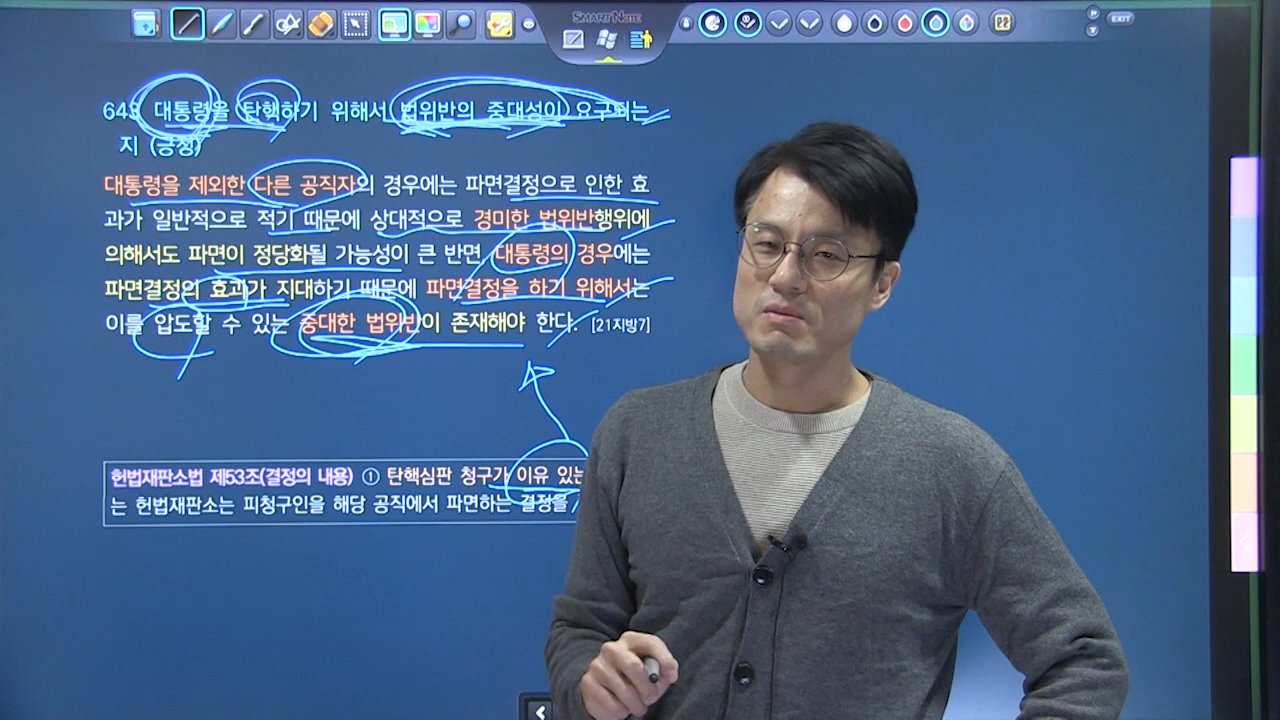 SMART NOTE
EXIT
643 대통령을 탄핵하기 위해서 법위반의 중대성이 요구되는
지 (긍정)
대통령을 제외한 다른 공직자의 경우에는 파면결정으로 인한 효
과가 일반적으로 적기 때문에 상대적으로 경미한 법위반행위에
의해서도 파면이 정당화될 가능성이 큰 반면, 대통령의 경우에는
파면결정의 효과가 지대하기 때문에 파면결정을 하기 위해서는
이를 압도할 수 있는 중대한 법위반이 존재해야 한다. [21지방7]
헌법재판소법 제53조(결정의 내용) ① 탄핵심판 청구가 이유 있는
는 헌법재판소는 피청구인을 해당 공직에서 파면하는 결정을